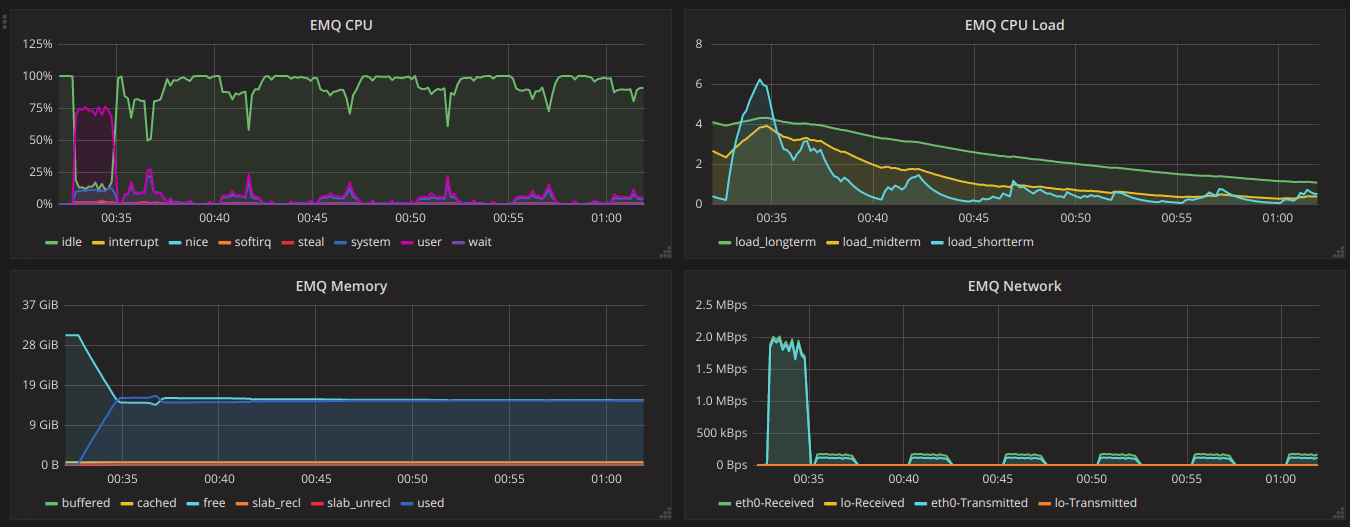 EMQ CPU
125%
100%
75%
50%
25%
0%
00:35 00:40 00:45 00:50 00:55 01:00
idle interrupt nice softirq steal system user wait
EMQ CPU Load
8
6
4
2
0
00:35 00:40 00:45 00:50 00:55 01:00
load_longterm load_midterm load_shortterm
EMQ Memory
37 GiB
28 GiB
19 GiB
9 GiB
0 B
00:35 00:40 00:45 00:50 00:55 01:00
buffered cached free slab_recl slab_unrecl used
EMQ Network
2.5 MBps
2.0 MBps
1.5 MBps
1.0 MBps
500 kBps
0 Bps
00:35 00:40 00:45 00:50 00:55 01:00
eth0-Received lo-Received eth0-Transmitted lo-Transmitted